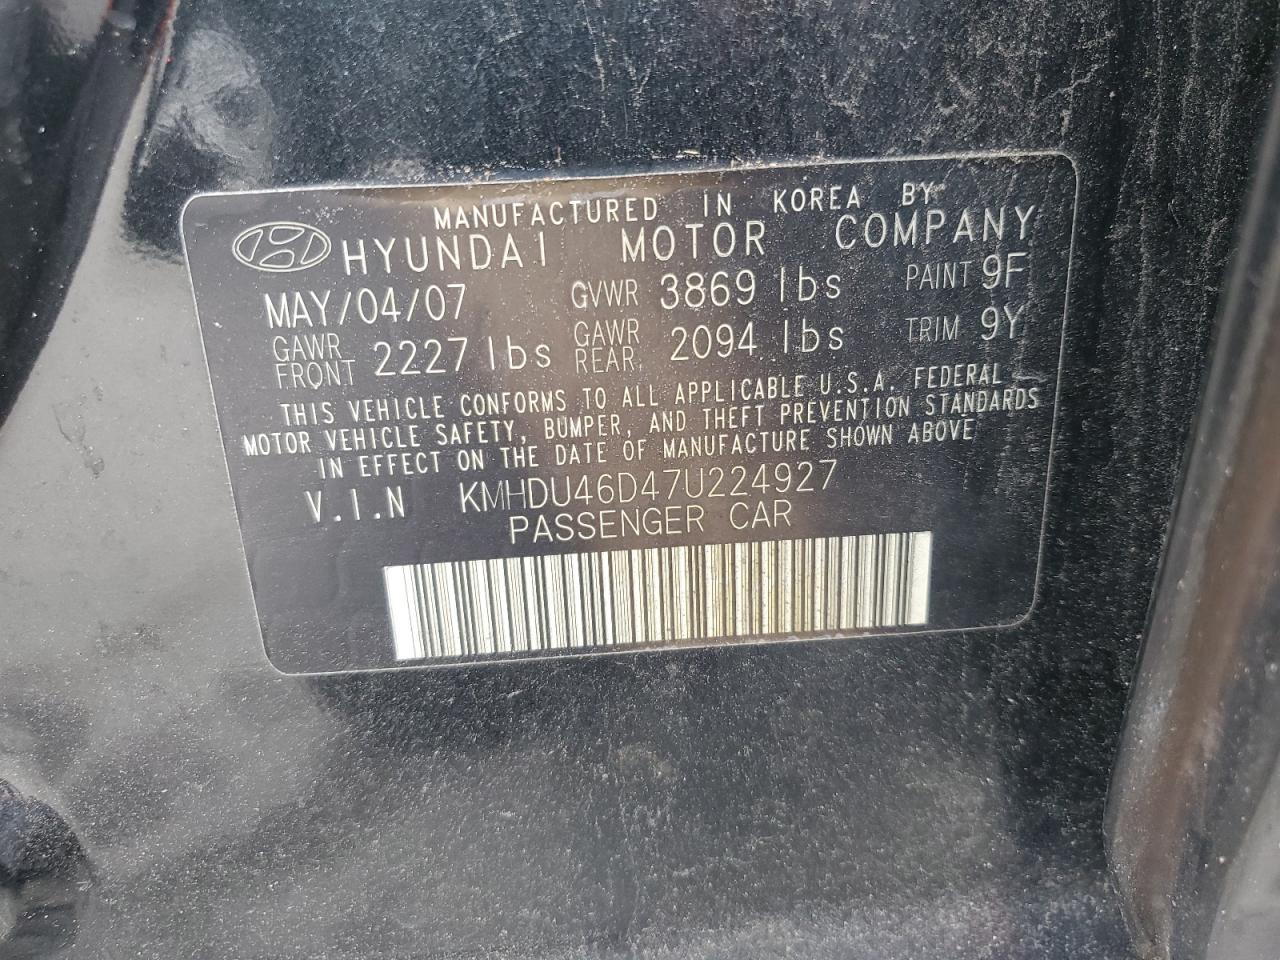 MANUFACTURED IN KOREA BY
HYUNDAI MOTOR COMPANY
MAY/04/07 GVWR 3869 lbs PAINT 9F
GAWR FRONT 2227 lbs GAWR REAR 2094 lbs TRIM 9Y
THIS VEHICLE CONFORMS TO ALL APPLICABLE U.S.A. FEDERAL
MOTOR VEHICLE SAFETY, BUMPER, AND THEFT PREVENTION STANDARDS
IN EFFECT ON THE DATE OF MANUFACTURE SHOWN ABOVE
V.I.N KMHDU46D47U224927
PASSENGER CAR